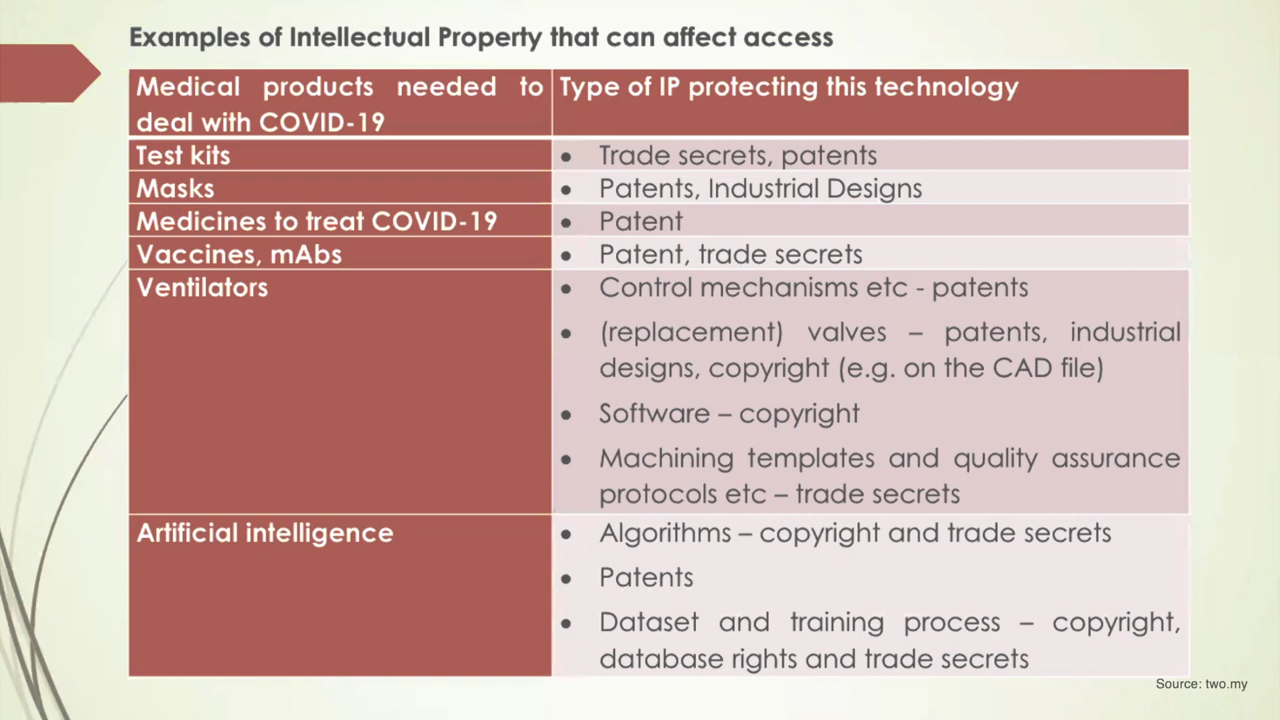 Examples of Intellectual Property that can affect access
Medical products needed to
deal with COVID-19
Type of IP protecting this technology
Test kits
• Trade secrets, patents
Masks
• Patents, Industrial Designs
Medicines to treat COVID-19
• Patent
Vaccines, mAbs
• Patent, trade secrets
Ventilators
• Control mechanisms etc - patents
• (replacement) valves – patents, industrial
designs, copyright (e.g. on the CAD file)
• Software – copyright
• Machining templates and quality assurance
protocols etc – trade secrets
Artificial intelligence
• Algorithms – copyright and trade secrets
• Patents
• Dataset and training process – copyright,
database rights and trade secrets
Source: two.my